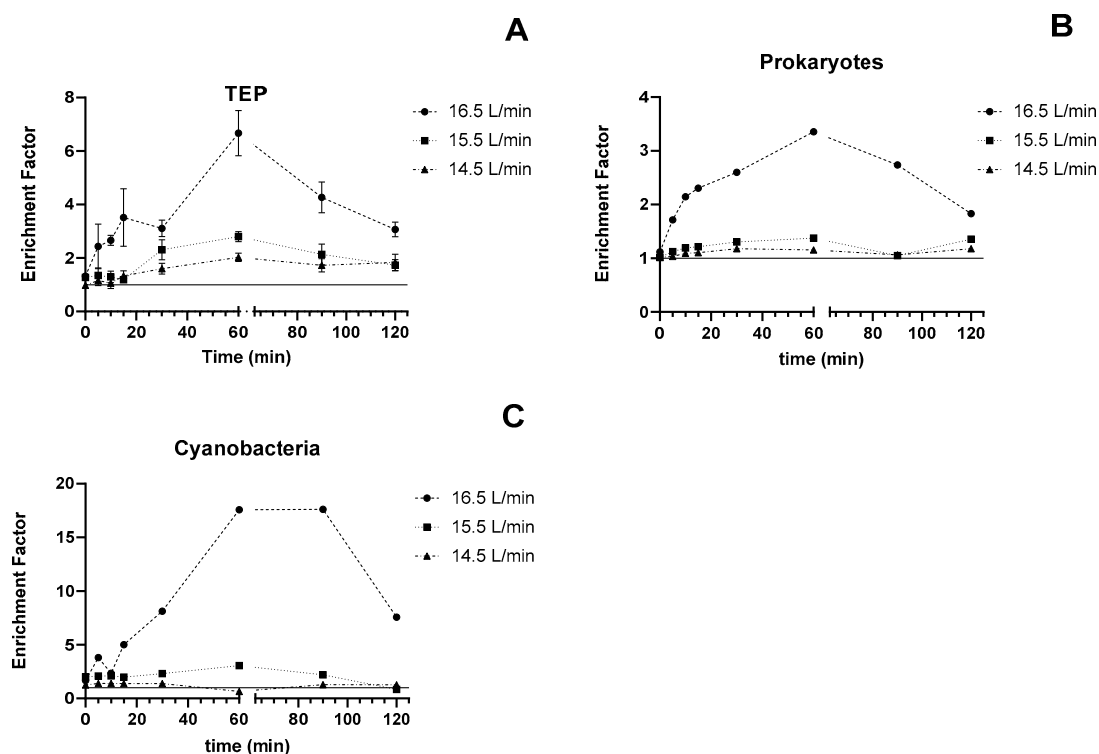 A
TEP
Enrichment Factor
8
6
4
2
0
0 20 40 60 80 100 120
Time (min)
16.5 L/min
15.5 L/min
14.5 L/min
B
Prokaryotes
Enrichment Factor
4
3
2
1
0
0 20 40 60 80 100 120
time (min)
16.5 L/min
15.5 L/min
14.5 L/min
C
Cyanobacteria
Enrichment Factor
20
15
10
5
0
0 20 40 60 80 100 120
time (min)
16.5 L/min
15.5 L/min
14.5 L/min